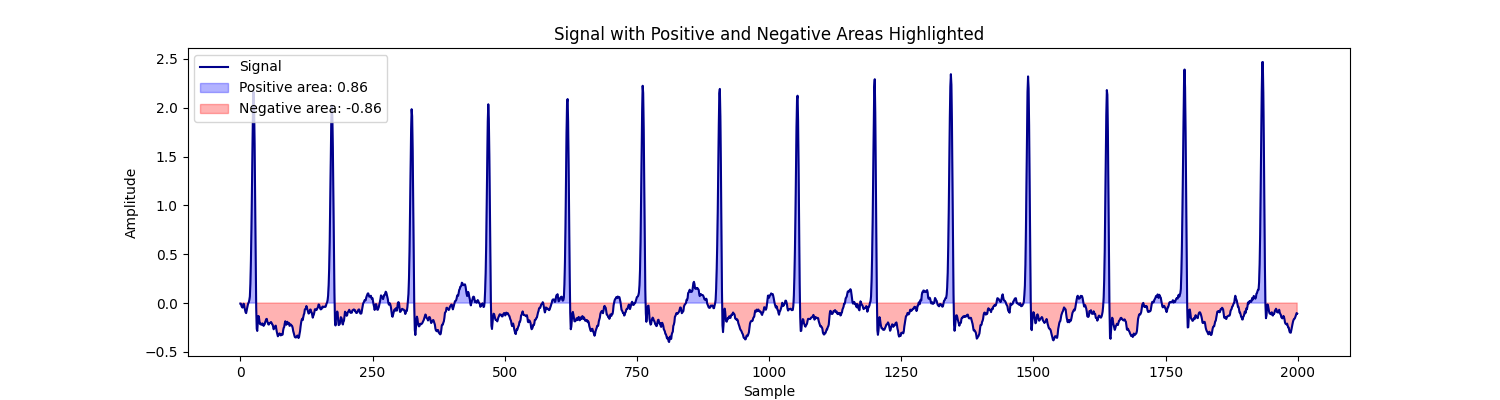 Signal with Positive and Negative Areas Highlighted
2.5
2.0
1.5
1.0
0.5
0.0
−0.5
Amplitude
Signal
Positive area: 0.86
Negative area: -0.86
0 250 500 750 1000 1250 1500 1750 2000
Sample